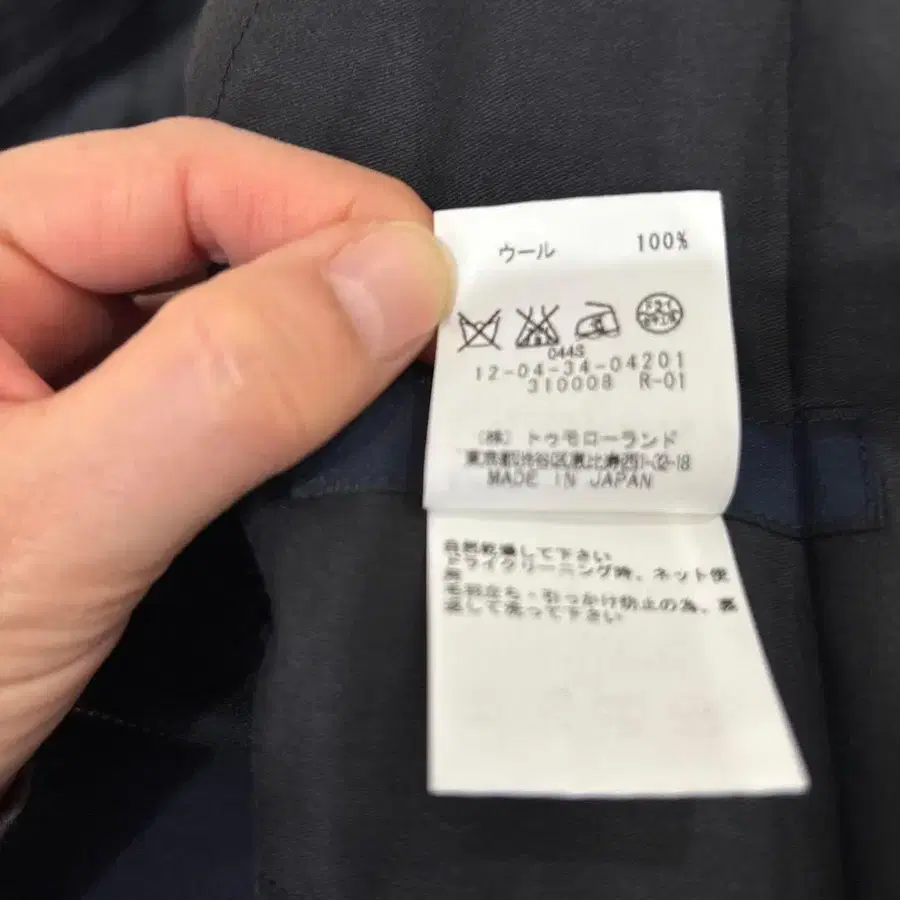 ウール 100%
ドライ
044S
12-04-34-04201
310008 R-01
(株) トゥモローランド
東京都渋谷区恵比寿西1-32-18
MADE IN JAPAN
自然乾燥して下さい
ドライクリーニング時、ネット使
用
毛羽立ち・引っかけ防止の為、裏
返して洗って下さい